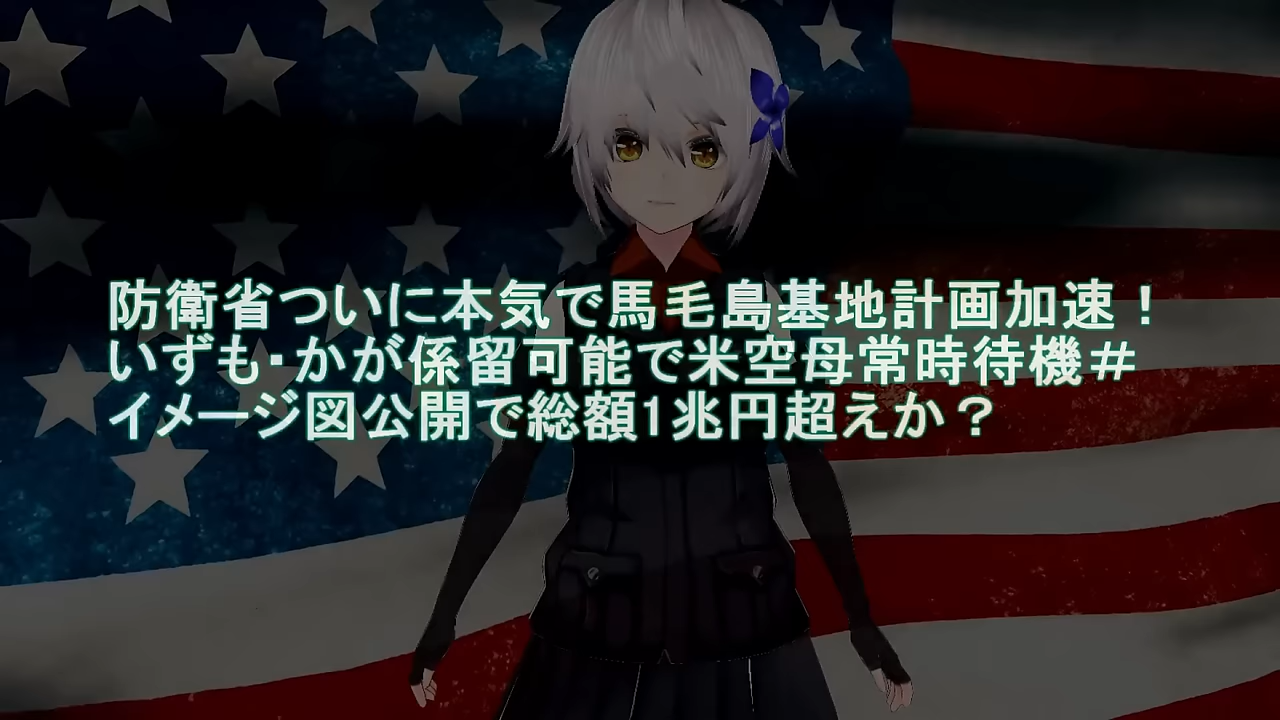 防衛省ついに本気で馬毛島基地計画加速！
いずも・かが係留可能で米空母常時待機＃
イメージ図公開で総額1兆円超えか？